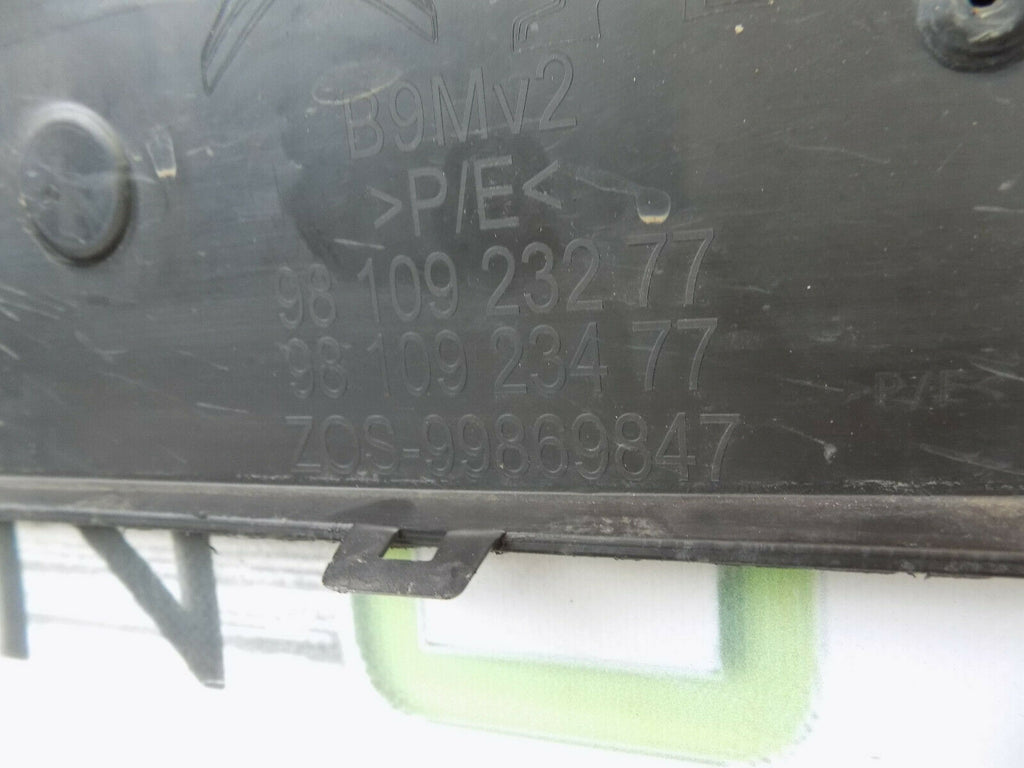 B9Mv2
>P/E<
98 109 232 77
98 109 234 77
ZOS-99869847
>P/E<